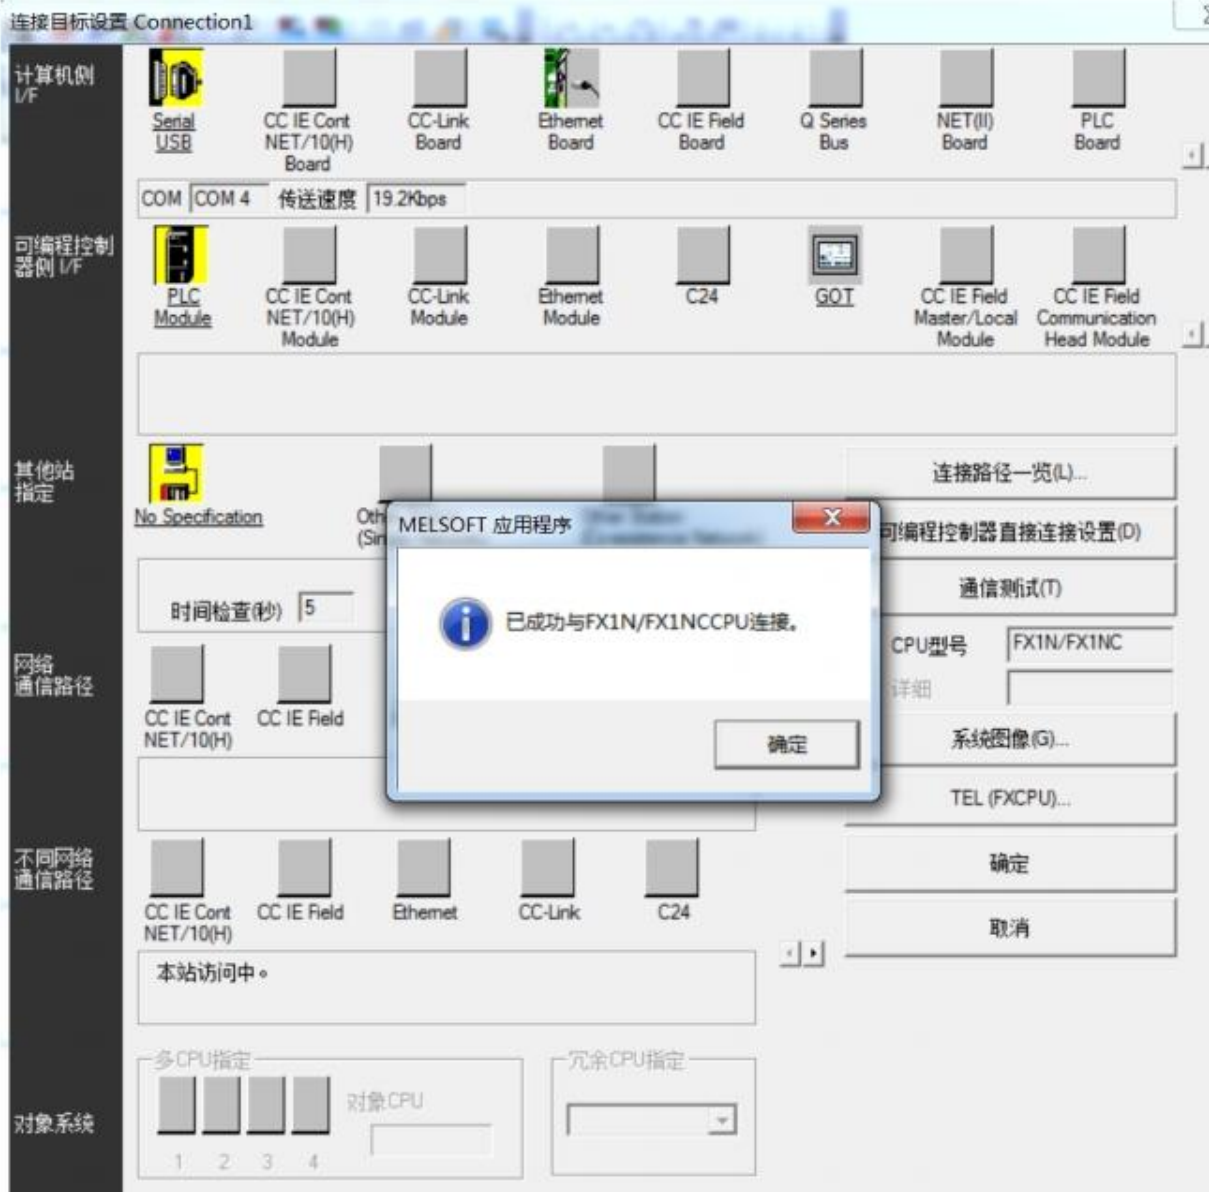 连接目标设置 Connection1
计算机侧
I/F
Serial
USB
CC IE Cont
NET/10(H)
Board
CC-Link
Board
Ethernet
Board
CC IE Field
Board
Q Series
Bus
NET(II)
Board
PLC
Board
COM COM 4 传送速度 19.2Kbps
可编程控制
器侧 I/F
PLC
Module
CC IE Cont
NET/10(H)
Module
CC-Link
Module
Ethernet
Module
C24
GOT
CC IE Field
Master/Local
Module
CC IE Field
Communication
Head Module
其他站
指定
No Specification
连接路径一览(L)...
可编程控制器直接连接设置(D)
通信测试(T)
时间检查(秒) 5
MELSOFT 应用程序
已成功与FX1N/FX1NCCPU连接。
确定
CPU型号 FX1N/FX1NC
详细
系统图像(G)...
TEL (FXCPU)...
确定
取消
网络
通信路径
CC IE Cont
NET/10(H)
CC IE Field
不同网络
通信路径
CC IE Cont
NET/10(H)
CC IE Field
Ethernet
CC-Link
C24
本站访问中。
对象系统
多CPU指定
1 2 3 4
对象CPU
冗余CPU指定